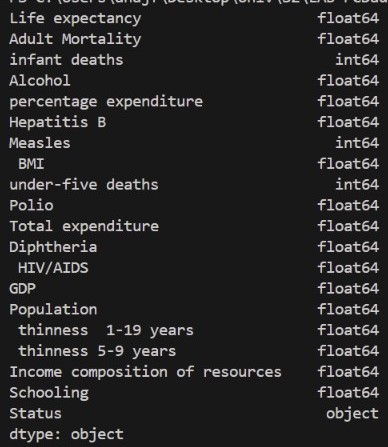 Life expectancy                    float64
Adult Mortality                    float64
infant deaths                        int64
Alcohol                            float64
percentage expenditure             float64
Hepatitis B                        float64
Measles                              int64
 BMI                               float64
under-five deaths                    int64
Polio                              float64
Total expenditure                  float64
Diphtheria                         float64
 HIV/AIDS                          float64
GDP                                float64
Population                         float64
 thinness  1-19 years              float64
 thinness 5-9 years                float64
Income composition of resources    float64
Schooling                          float64
Status                              object
dtype: object